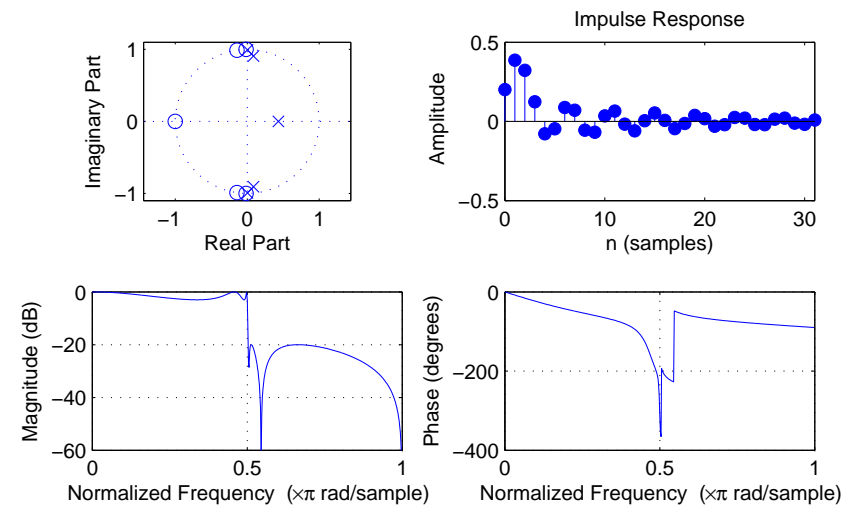 1
0
−1
−1
0
1
Real Part
Imaginary Part
Impulse Response
0.5
0
−0.5
0
10
20
30
n (samples)
Amplitude
0
−20
−40
−60
0
0.5
1
Normalized Frequency (×π rad/sample)
Magnitude (dB)
0
−200
−400
0
0.5
1
Normalized Frequency (×π rad/sample)
Phase (degrees)